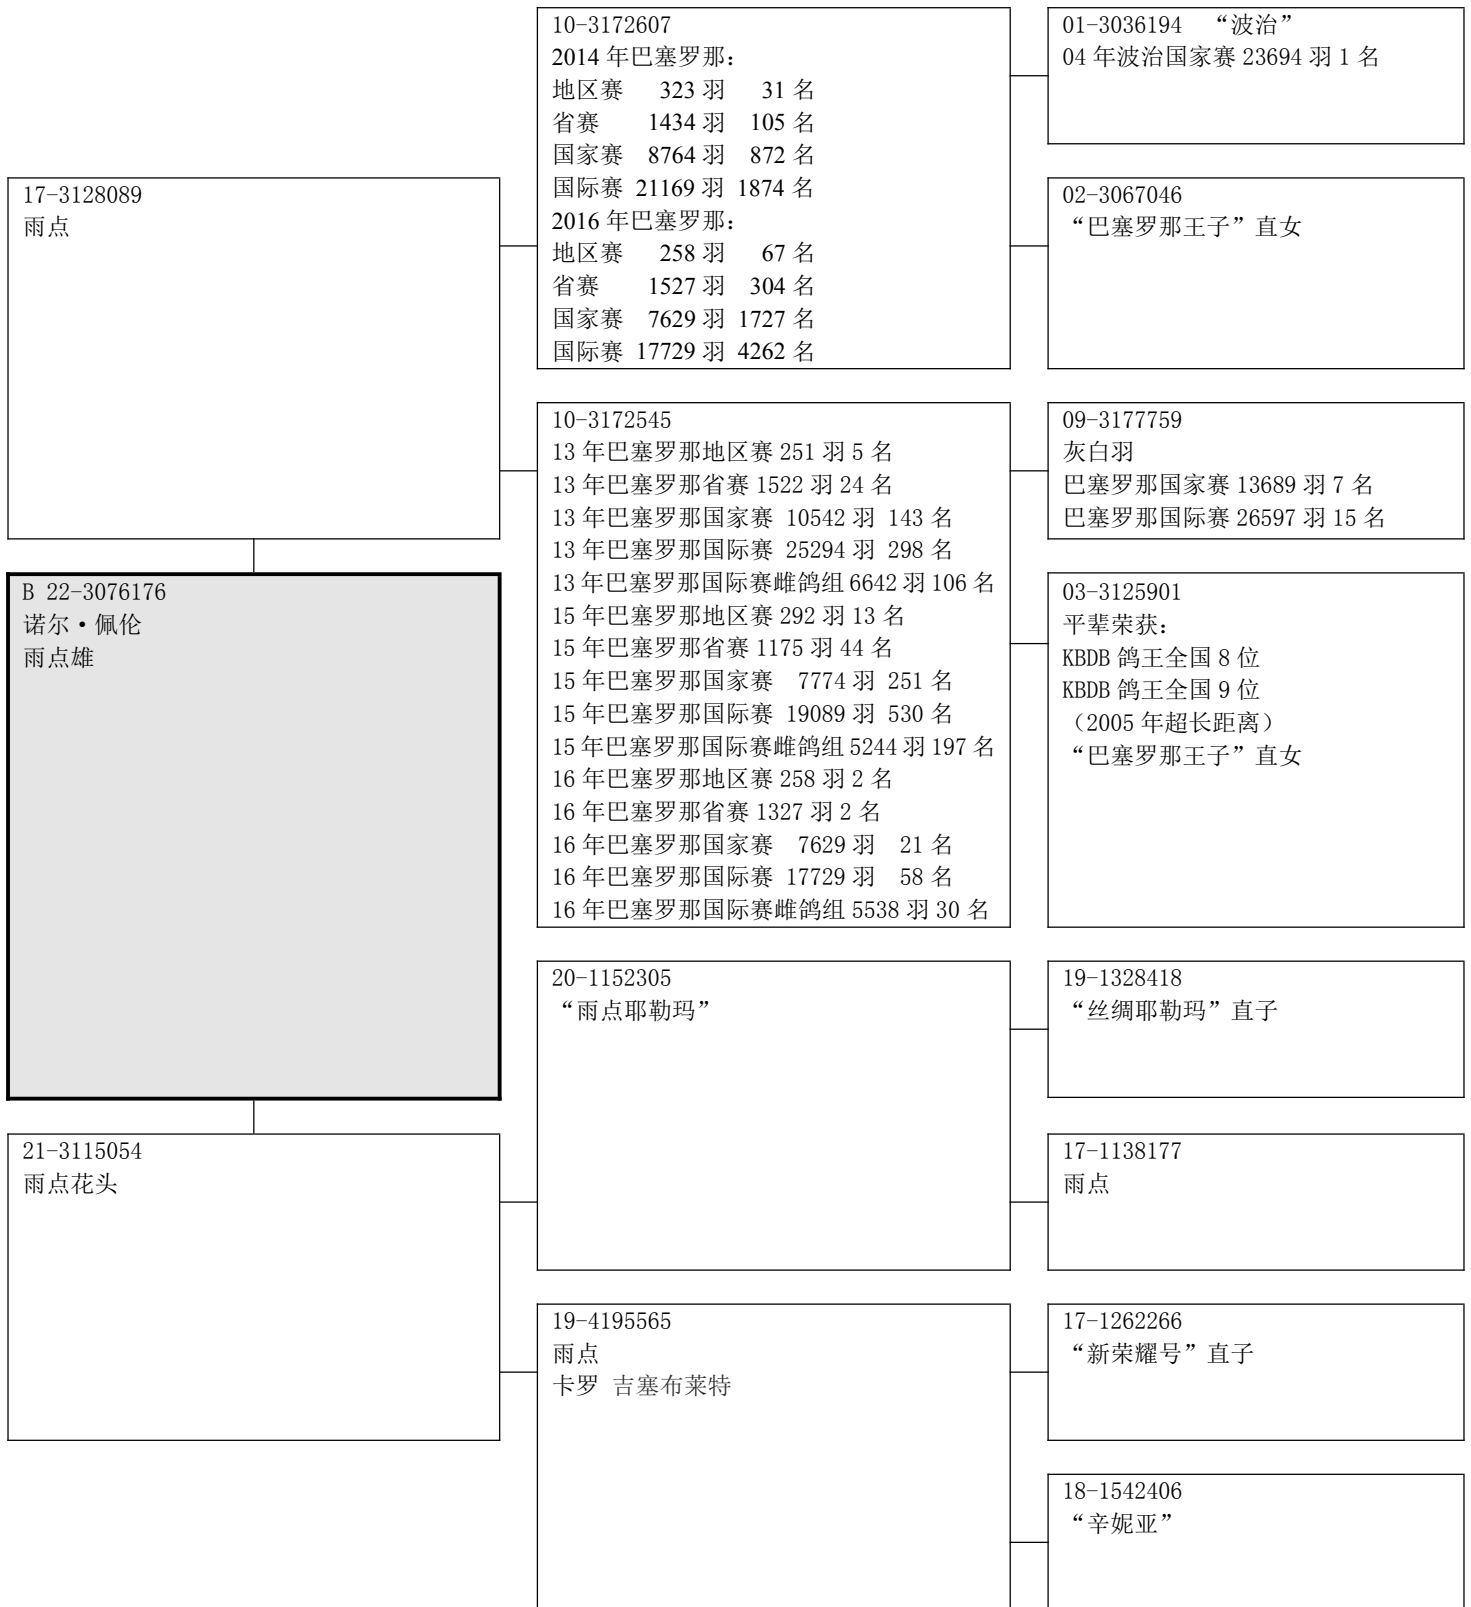 17-3128089
雨点
B 22-3076176
诺尔·佩伦
雨点雄
21-3115054
雨点花头
10-3172607
2014 年巴塞罗那：
地区赛 323 羽 31 名
省赛 1434 羽 105 名
国家赛 8764 羽 872 名
国际赛 21169 羽 1874 名
2016 年巴塞罗那：
地区赛 258 羽 67 名
省赛 1527 羽 304 名
国家赛 7629 羽 1727 名
国际赛 17729 羽 4262 名
10-3172545
13 年巴塞罗那地区赛 251 羽 5 名
13 年巴塞罗那省赛 1522 羽 24 名
13 年巴塞罗那国家赛 10542 羽 143 名
13 年巴塞罗那国际赛 25294 羽 298 名
13 年巴塞罗那国际赛雌鸽组 6642 羽 106 名
15 年巴塞罗那地区赛 292 羽 13 名
15 年巴塞罗那省赛 1175 羽 44 名
15 年巴塞罗那国家赛 7774 羽 251 名
15 年巴塞罗那国际赛 19089 羽 530 名
15 年巴塞罗那国际赛雌鸽组 5244 羽 197 名
16 年巴塞罗那地区赛 258 羽 2 名
16 年巴塞罗那省赛 1327 羽 2 名
16 年巴塞罗那国家赛 7629 羽 21 名
16 年巴塞罗那国际赛 17729 羽 58 名
16 年巴塞罗那国际赛雌鸽组 5538 羽 30 名
20-1152305
“雨点耶勒玛”
19-4195565
雨点
卡罗 吉塞布莱特
01-3036194 “波治”
04 年波治国家赛 23694 羽 1 名
02-3067046
“巴塞罗那王子”直女
09-3177759
灰白羽
巴塞罗那国家赛 13689 羽 7 名
巴塞罗那国际赛 26597 羽 15 名
03-3125901
平辈荣获：
KBDB 鸽王全国 8 位
KBDB 鸽王全国 9 位
（2005 年超长距离）
“巴塞罗那王子”直女
19-1328418
“丝绸耶勒玛”直子
17-1138177
雨点
17-1262266
“新荣耀号”直子
18-1542406
“辛妮亚”